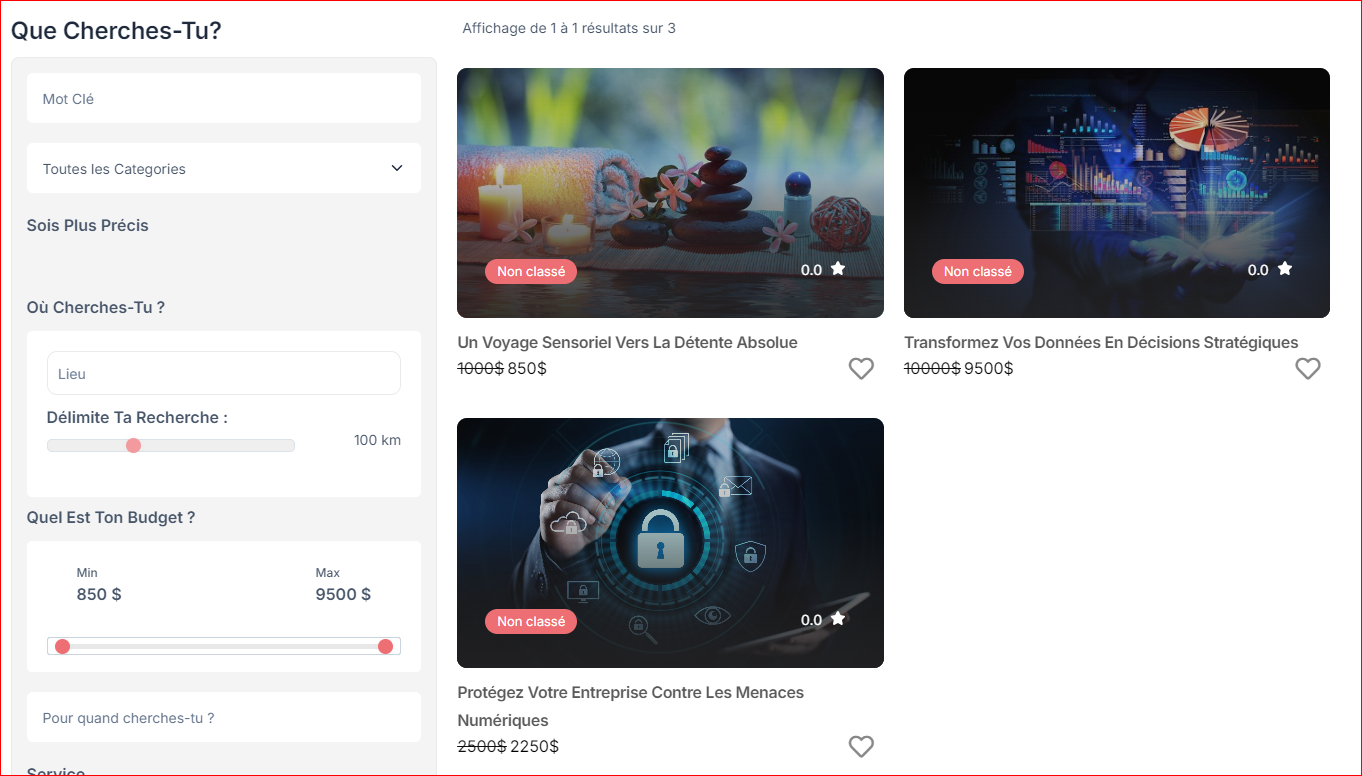 Que Cherches-Tu?
Mot Clé
Toutes les Categories
Sois Plus Précis
Où Cherches-Tu ?
Lieu
Délimite Ta Recherche :
100 km
Quel Est Ton Budget ?
Min
Max
850 $
9500 $
Pour quand cherches-tu ?
Service
Affichage de 1 à 1 résultats sur 3
Non classé
0.0
Un Voyage Sensoriel Vers La Détente Absolue
1000$ 850$
Non classé
0.0
Transformez Vos Données En Décisions Stratégiques
10000$ 9500$
Non classé
0.0
Protégez Votre Entreprise Contre Les Menaces
Numériques
2500$ 2250$